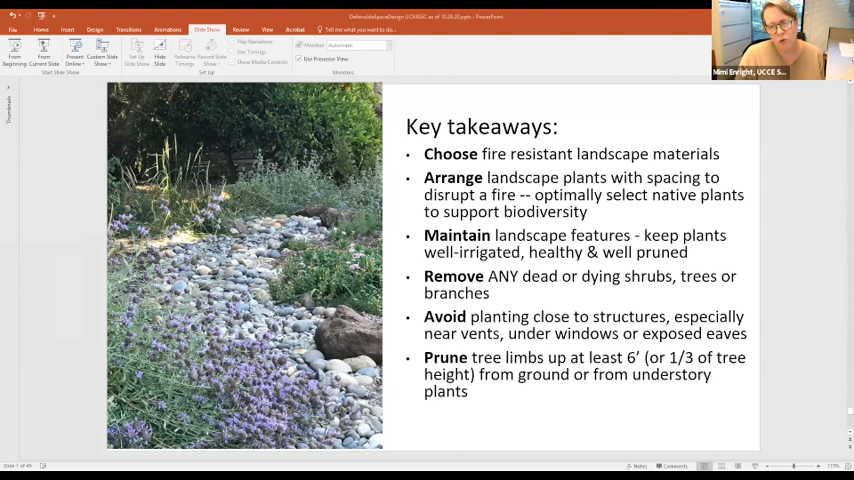 DefensibleSpaceDesign UCMGSC as of 10.29.20.pptx - PowerPoint
File Home Insert Design Transitions Animations Slide Show Review View Acrobat Tell me what you want to do...
From Beginning From Current Slide Present Online Custom Slide Show Set Up Slide Show Hide Slide Rehearse Timings Record Slide Show
Play Narrations
Use Timings
Show Media Controls
Monitor: Automatic
Use Presenter View
Start Slide Show Set Up Monitors
Mimi Enright, UCCE S...
Thumbnails
Key takeaways:
• Choose fire resistant landscape materials
• Arrange landscape plants with spacing to
disrupt a fire -- optimally select native plants
to support biodiversity
• Maintain landscape features - keep plants
well-irrigated, healthy & well pruned
• Remove ANY dead or dying shrubs, trees or
branches
• Avoid planting close to structures, especially
near vents, under windows or exposed eaves
• Prune tree limbs up at least 6' (or 1/3 of tree
height) from ground or from understory
plants
Slide 1 of 49 Notes Comments 111%